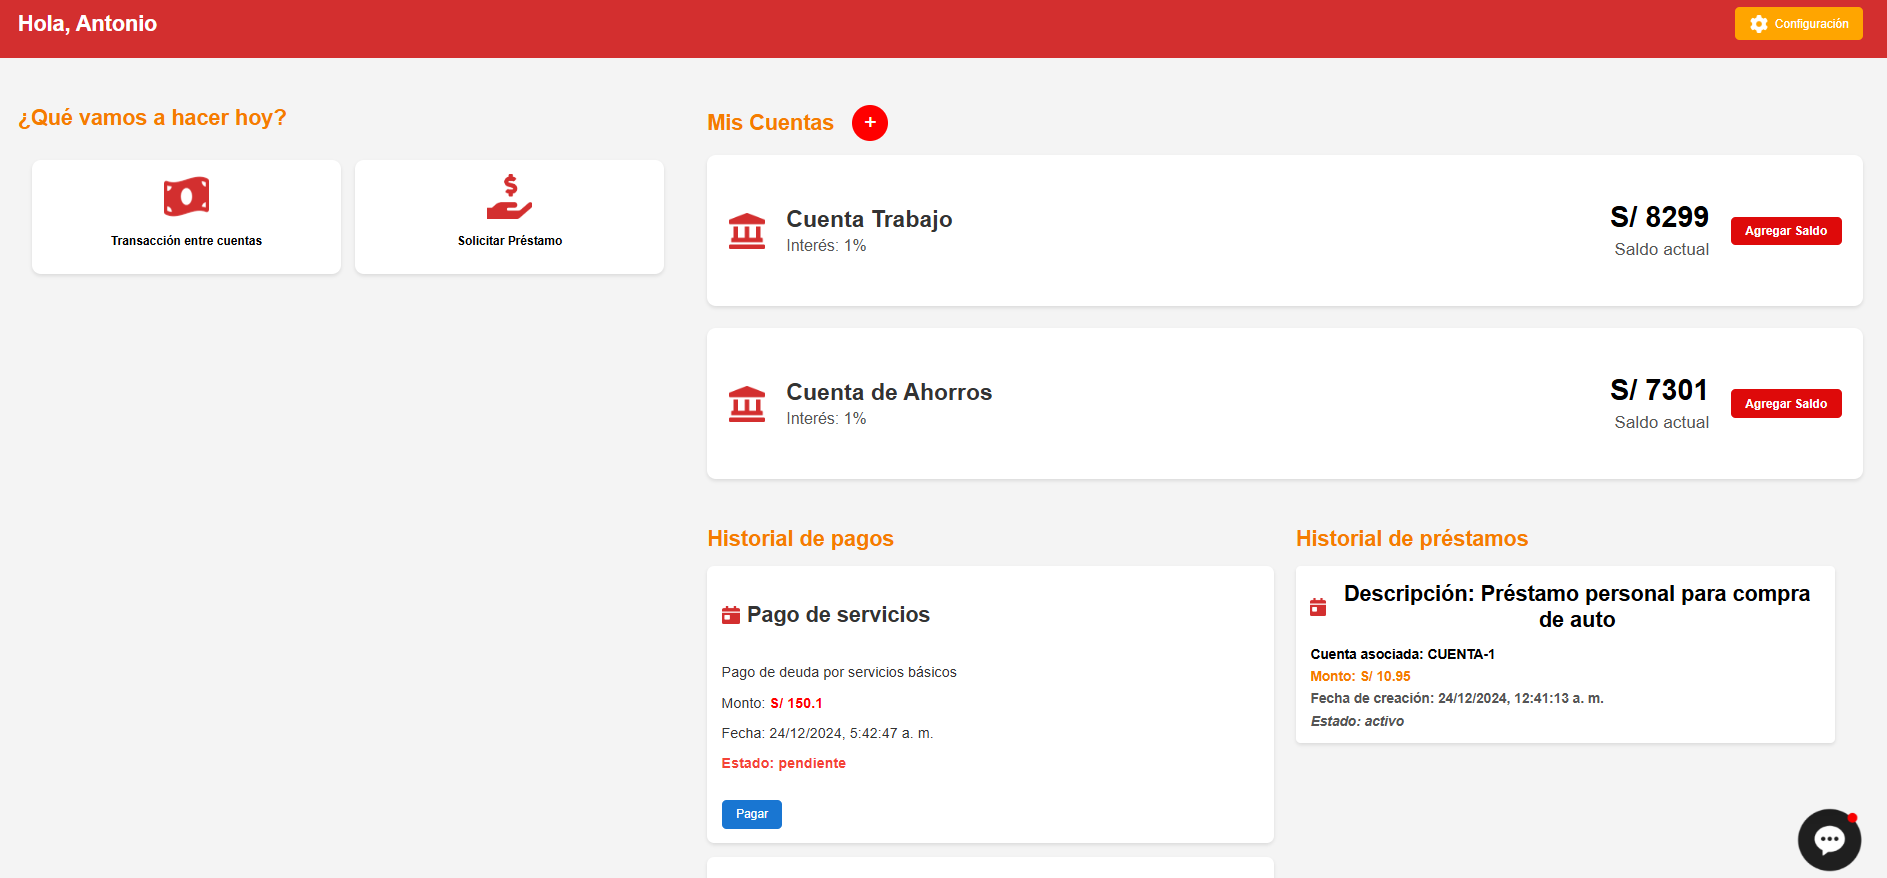 Hola, Antonio
Configuración
¿Qué vamos a hacer hoy?
Transacción entre cuentas
Solicitar Préstamo
Mis Cuentas +
Cuenta Trabajo
Interés: 1%
S/ 8299
Saldo actual
Agregar Saldo
Cuenta de Ahorros
Interés: 1%
S/ 7301
Saldo actual
Agregar Saldo
Historial de pagos
Pago de servicios
Pago de deuda por servicios básicos
Monto: S/ 150.1
Fecha: 24/12/2024, 5:42:47 a. m.
Estado: pendiente
Pagar
Historial de préstamos
Descripción: Préstamo personal para compra
de auto
Cuenta asociada: CUENTA-1
Monto: S/ 10.95
Fecha de creación: 24/12/2024, 12:41:13 a. m.
Estado: activo